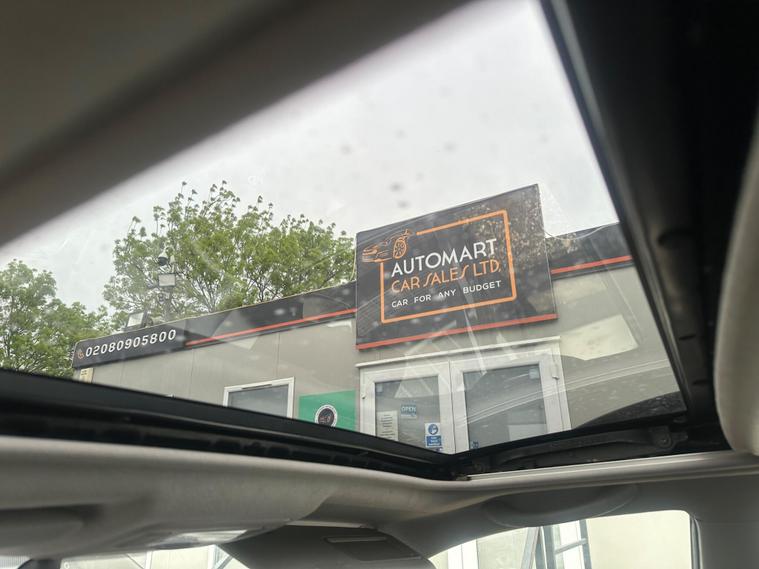 AUTOMART
CAR SALES LTD.
CAR FOR ANY BUDGET
02080905800
OPEN